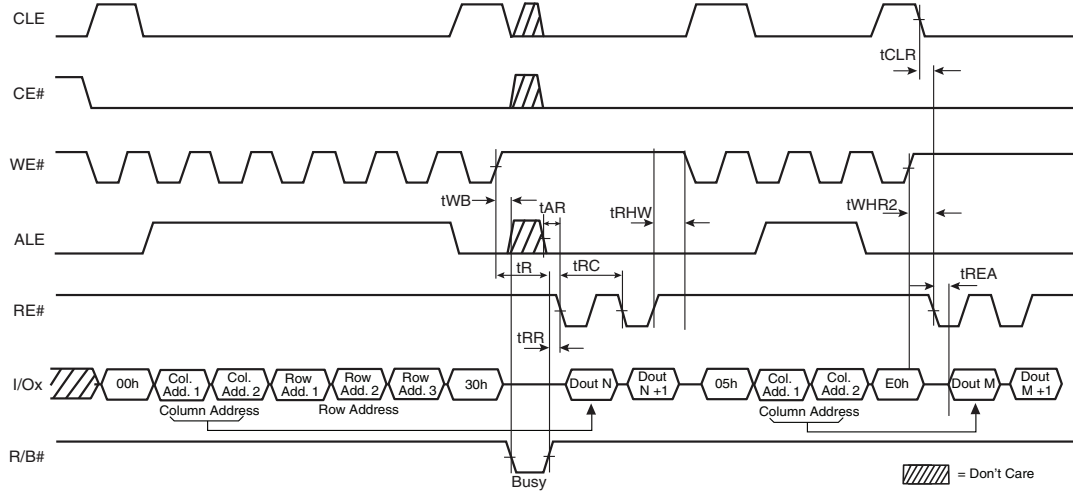 CLE
tCLR
CE#
WE#
tWB
tAR
tRHW
tWHR2
ALE
tR
tRC
tREA
RE#
tRR
I/Ox
00h
Col. Add. 1
Col. Add. 2
Row Add. 1
Row Add. 2
Row Add. 3
30h
Dout N
Dout N +1
05h
Col. Add. 1
Col. Add. 2
E0h
Dout M
Dout M +1
Column Address
Row Address
Column Address
R/B#
Busy
= Don't Care